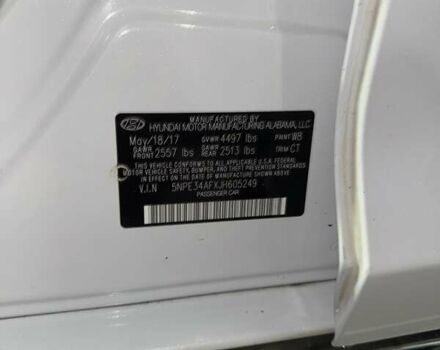 MANUFACTURED BY
HYUNDAI MOTOR MANUFACTURING ALABAMA, LLC
May/18/17 GVWR 4497 lbs
GAWR FRONT 2557 lbs GAWR REAR 2513 lbs PAINT WB
TRIM CT
THIS VEHICLE CONFORMS TO ALL APPLICABLE U.S. FEDERAL
MOTOR VEHICLE SAFETY, BUMPER, AND THEFT
PREVENTION STANDARDS IN EFFECT ON THE DATE OF
MANUFACTURE SHOWN ABOVE.
V.I.N 5NPE34AFXJH605249
PASSENGER CAR